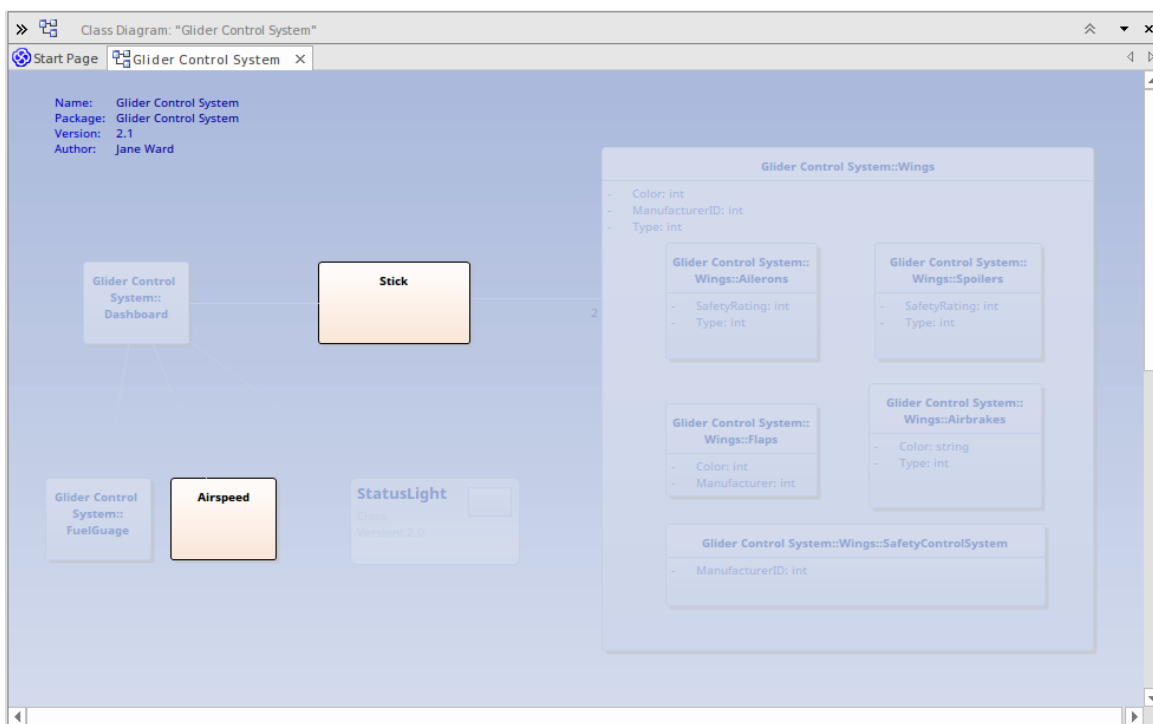 Class Diagram: "Glider Control System"
Start Page
Glider Control System
Name: Glider Control System
Package: Glider Control System
Version: 2.1
Author: Jane Ward
Glider Control System::Wings
- Color: int
- ManufacturerID: int
- Type: int
Glider Control
System::
Dashboard
Stick
2
Glider Control System::
Wings::Ailerons
- SafetyRating: int
- Type: int
Glider Control System::
Wings::Spoilers
- SafetyRating: int
- Type: int
Glider Control System::
Wings::Flaps
- Color: int
- Manufacturer: int
Glider Control System::
Wings::Airbrakes
- Color: string
- Type: int
Glider Control
System::
FuelGuage
Airspeed
StatusLight
Class
Version: 2.0
Glider Control System::Wings::SafetyControlSystem
- ManufacturerID: int